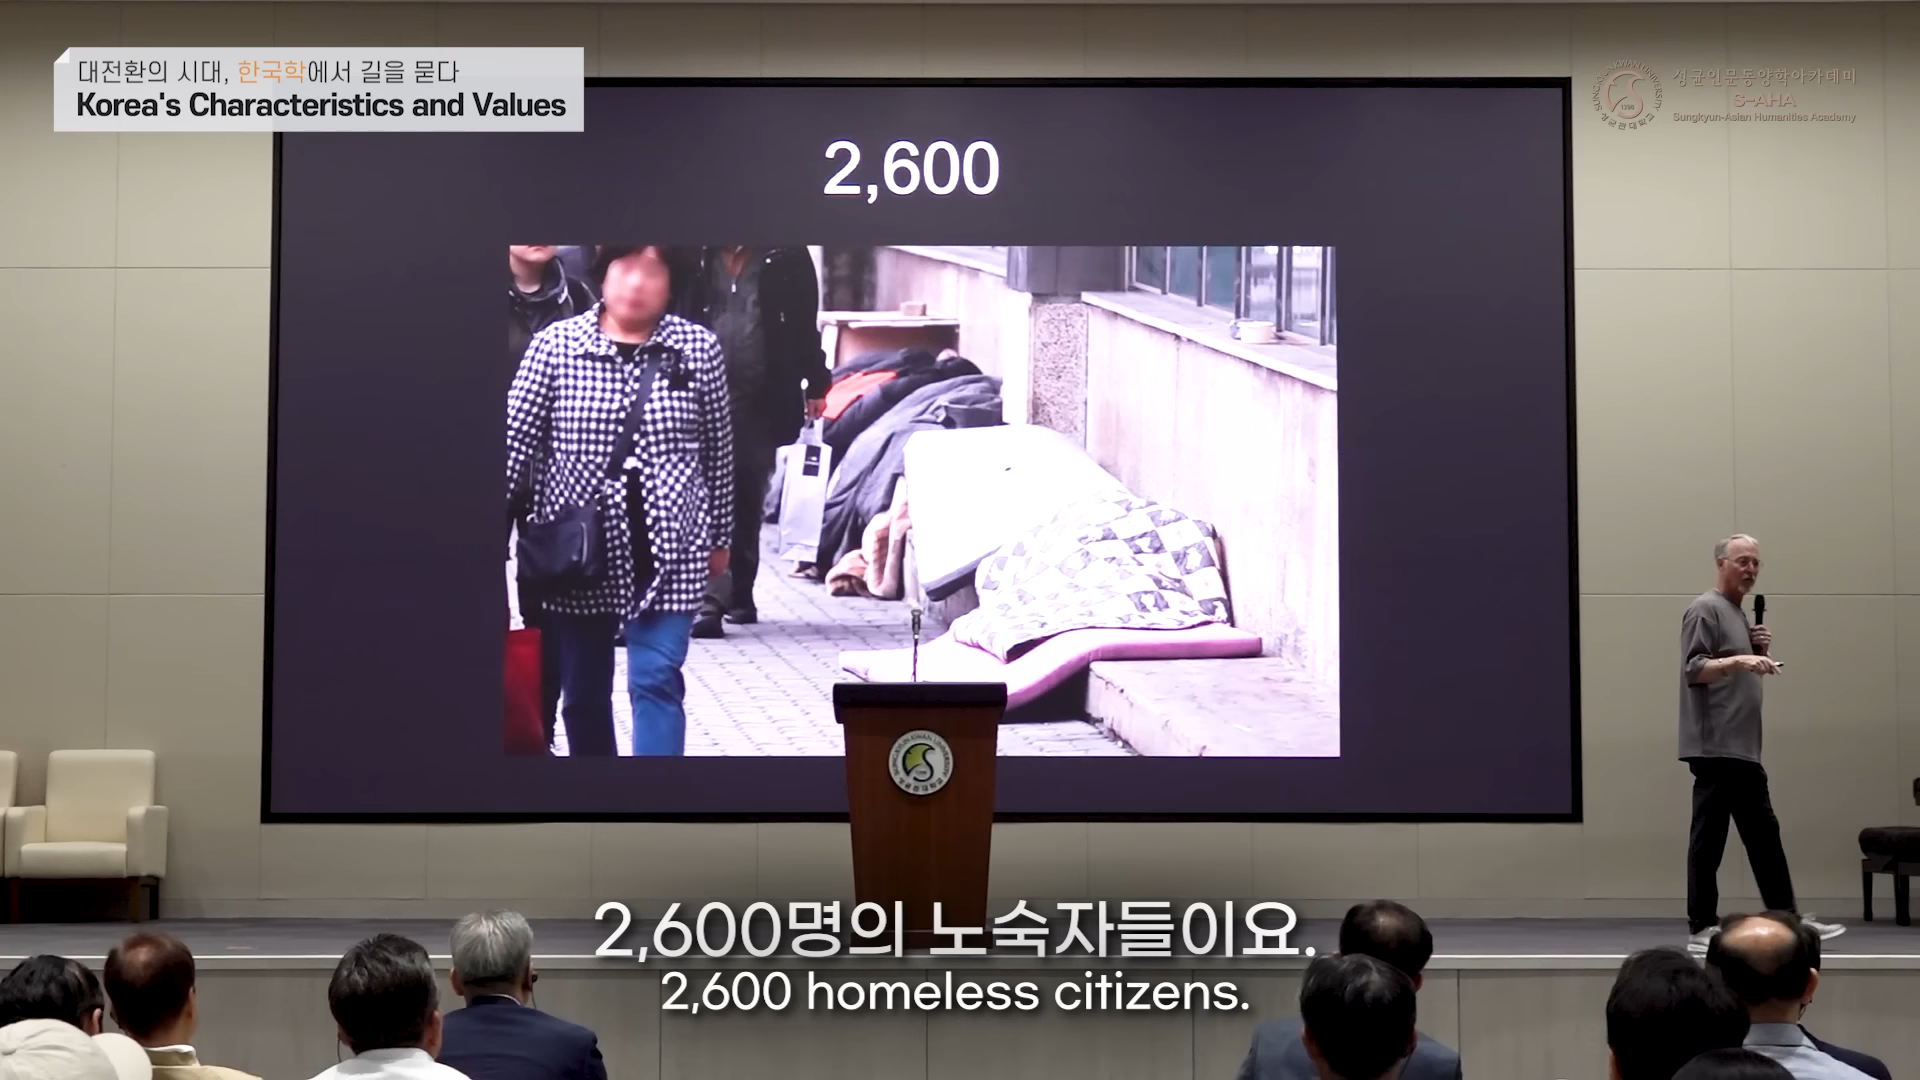 대전환의 시대, 한국학에서 길을 묻다
Korea's Characteristics and Values
성균인문동양학아카데미
S-AHA
Sungkyun-Asian Humanities Academy
2,600
2,600명의 노숙자들이요.
2,600 homeless citizens.